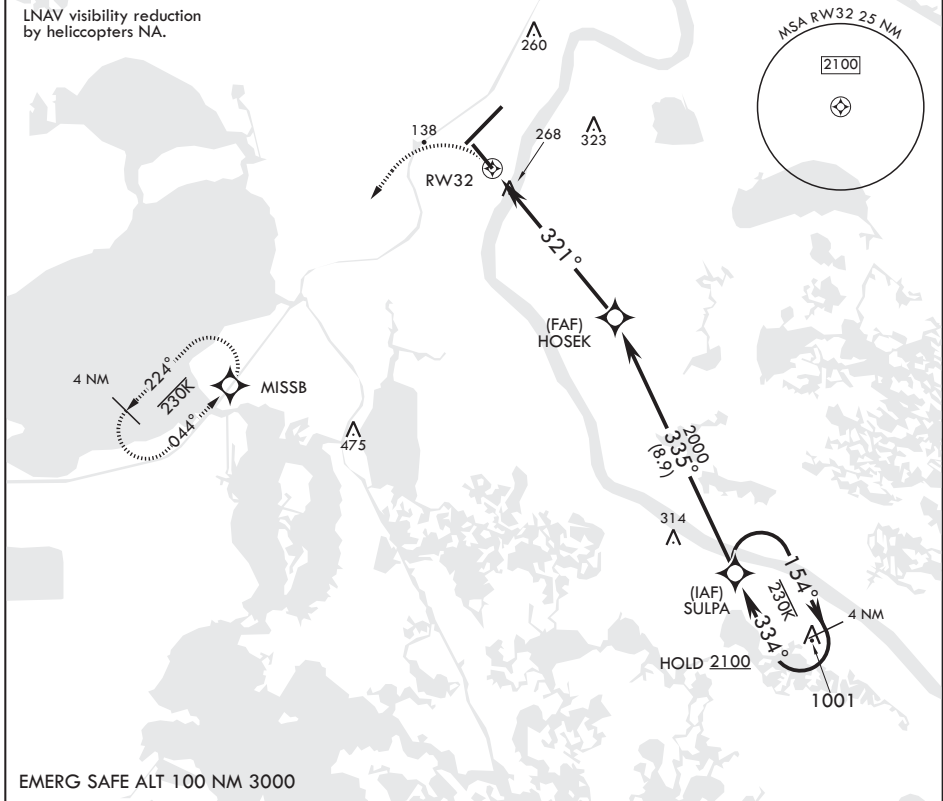 LNAV visibility reduction
by heliccopters NA.
MSA RW32 25 NM
2100
260
138
268
323
RW32
321°
(FAF)
HOSEK
4 NM
224°
230K
044°
MISSB
475
2000
335°
(8.9)
314
(IAF)
SULPA
154°
230K
334°
4 NM
HOLD 2100
1001
EMERG SAFE ALT 100 NM 3000